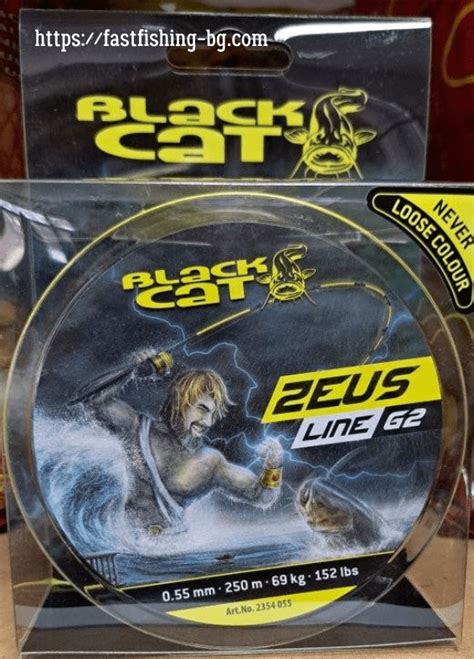 https://fastfishing-bg.com
BLACK
CAT
NEVER
LOOSE COLOUR
BLACK
CAT
ZEUS
LINE G2
0.55 mm · 250 m · 69 kg · 152 lbs
Art.No. 2354 055